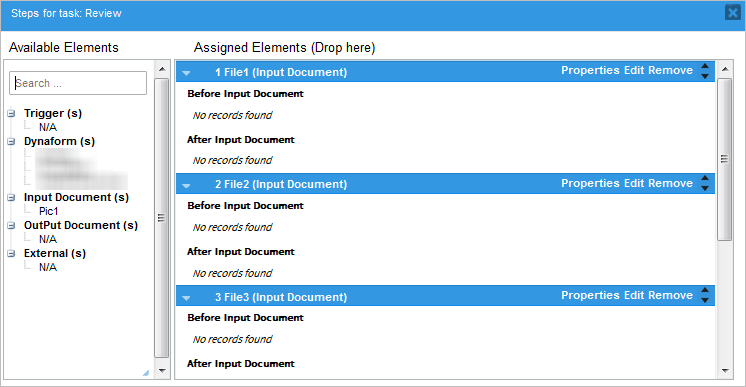 Steps for task: Review
Available Elements
Assigned Elements (Drop here)
Search ...
Trigger (s)
N/A
Dynaform (s)
Input Document (s)
Pic1
OutPut Document (s)
N/A
External (s)
N/A
1 File1 (Input Document) Properties Edit Remove
Before Input Document
No records found
After Input Document
No records found
2 File2 (Input Document) Properties Edit Remove
Before Input Document
No records found
After Input Document
No records found
3 File3 (Input Document) Properties Edit Remove
Before Input Document
No records found
After Input Document